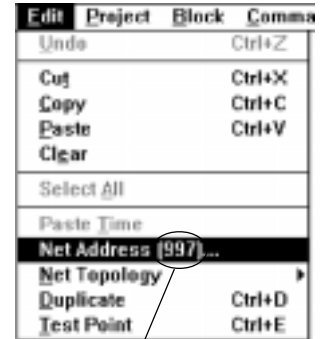 Edit Project Block Comma
Undo Ctrl+Z
Cut Ctrl+X
Copy Ctrl+C
Paste Ctrl+V
Clear
Select All
Paste Time
Net Address (997)...
Net Topology
Duplicate Ctrl+D
Test Point Ctrl+E